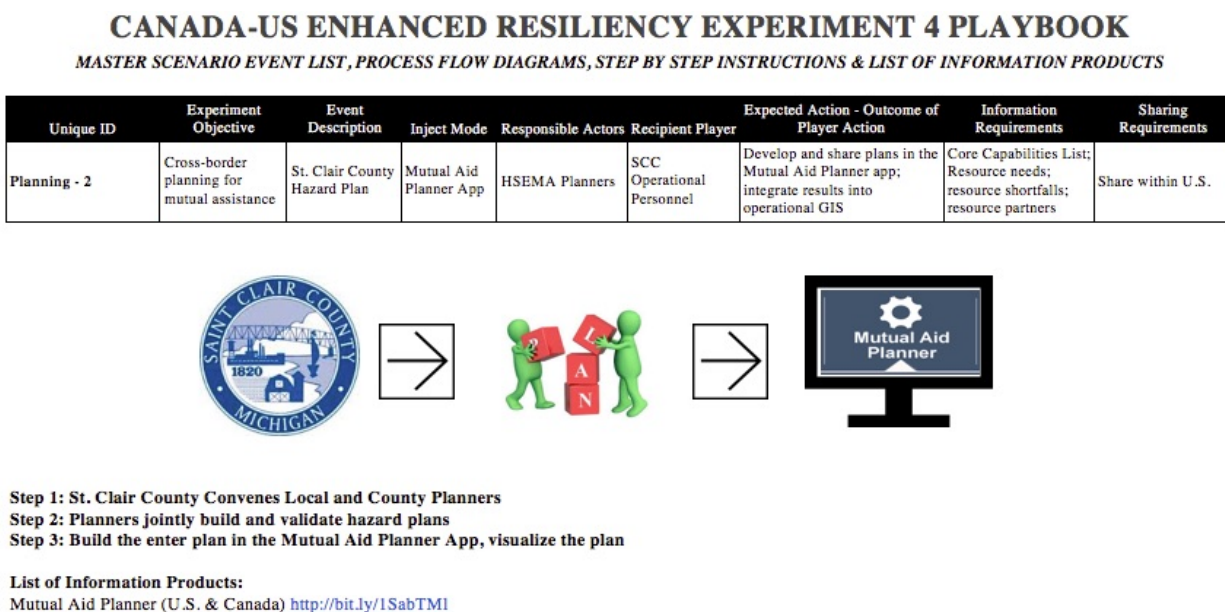 CANADA-US ENHANCED RESILIENCY EXPERIMENT 4 PLAYBOOK
MASTER SCENARIO EVENT LIST, PROCESS FLOW DIAGRAMS, STEP BY STEP INSTRUCTIONS & LIST OF INFORMATION PRODUCTS
Unique ID
Experiment
Objective
Event
Description
Inject Mode
Responsible Actors
Recipient Player
Expected Action - Outcome of
Player Action
Information
Requirements
Sharing
Requirements
Planning - 2
Cross-border
planning for
mutual assistance
St. Clair County
Hazard Plan
Mutual Aid
Planner App
HSEMA Planners
SCC
Operational
Personnel
Develop and share plans in the
Mutual Aid Planner app;
integrate results into
operational GIS
Core Capabilities List;
Resource needs;
resource shortfalls;
resource partners
Share within U.S.
SAINT CLAIR COUNTY
1820
MICHIGAN
P
L
A
N
Mutual Aid
Planner
Step 1: St. Clair County Convenes Local and County Planners
Step 2: Planners jointly build and validate hazard plans
Step 3: Build the enter plan in the Mutual Aid Planner App, visualize the plan
List of Information Products:
Mutual Aid Planner (U.S. & Canada) http://bit.ly/1SabTMl